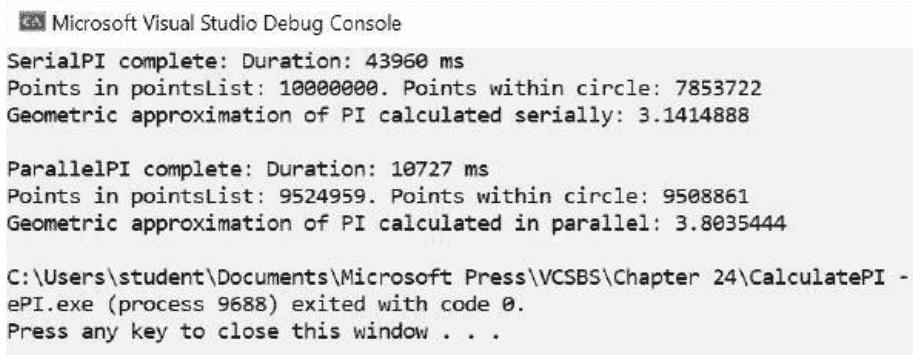 Microsoft Visual Studio Debug Console
SerialPI complete: Duration: 43960 ms
Points in pointsList: 10000000. Points within circle: 7853722
Geometric approximation of PI calculated serially: 3.1414888
ParallelPI complete: Duration: 10727 ms
Points in pointsList: 9524959. Points within circle: 9508861
Geometric approximation of PI calculated in parallel: 3.8035444
C:\Users\student\Documents\Microsoft Press\VCSBS\Chapter 24\CalculatePI -
ePI.exe (process 9688) exited with code 0.
Press any key to close this window . . .